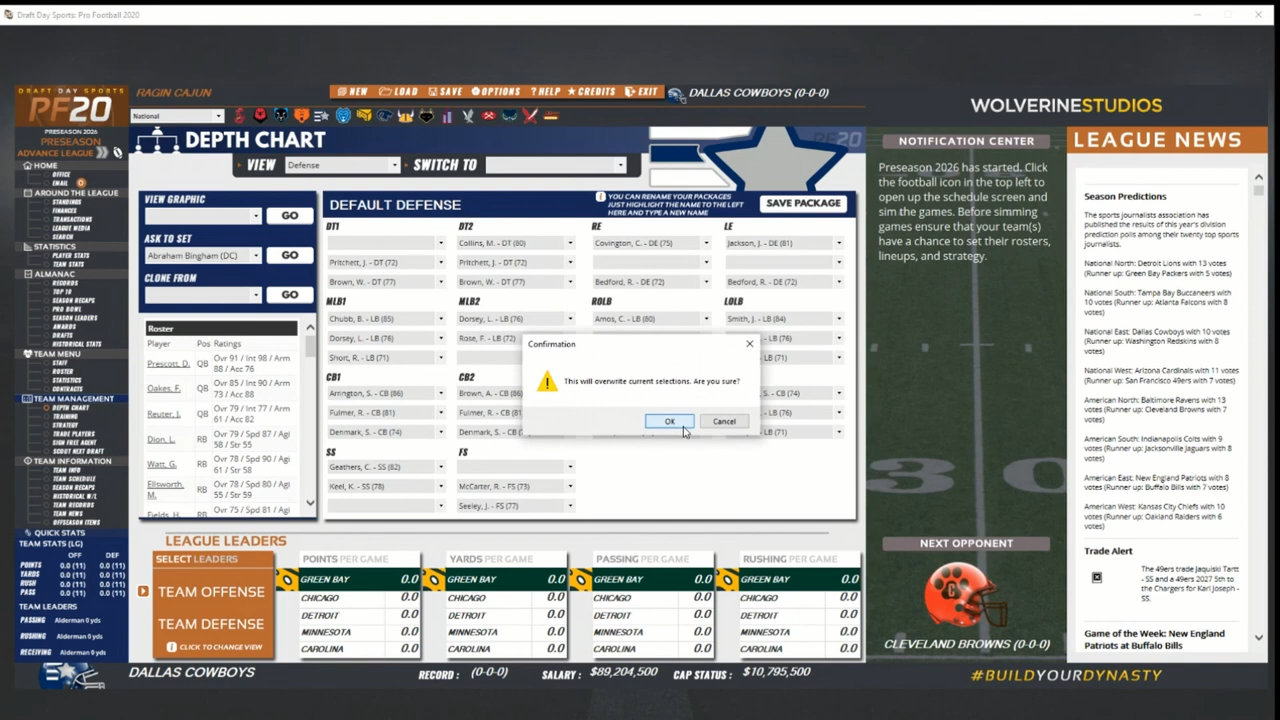 Draft Day Sports: Pro Football 2020
DRAFT DAY SPORTS
PF20
RAGIN CAJUN
NEW LOAD SAVE OPTIONS ? HELP CREDITS EXIT
DALLAS COWBOYS (0-0-0)
National
WOLVERINESTUDIOS
PRESEASON 2026
PRESEASON
ADVANCE LEAGUE
HOME
OFFICE
EMAIL 0
AROUND THE LEAGUE
STANDINGS
FINANCES
TRANSACTIONS
LEAGUE MEDIA
SEARCH
STATISTICS
PLAYER STATS
TEAM STATS
ALMANAC
RECORDS
TOP 10
SEASON RECAPS
PRO BOWL
SEASON LEADERS
AWARDS
DRAFTS
HISTORICAL STATS
TEAM MENU
STAFF
ROSTER
STATISTICS
CONTRACTS
TEAM MANAGEMENT
DEPTH CHART
TRAINING
STRATEGY
TRADE PLAYERS
SIGN FREE AGENT
SCOUT NEXT DRAFT
TEAM INFORMATION
TEAM INFO
TEAM SCHEDULE
SEASON RECAPS
HISTORICAL W/L
TEAM RECORDS
TEAM NEWS
OFFSEASON ITEMS
QUICK STATS
TEAM STATS (LG)
OFF DEF
POINTS 0.0 (11) 0.0 (11)
YARDS 0.0 (11) 0.0 (11)
RUSH 0.0 (11) 0.0 (11)
PASS 0.0 (11) 0.0 (11)
TEAM LEADERS
PASSING Alderman 0 yds
RUSHING Alderman 0 yds
RECEIVING Alderman 0 yds
DEPTH CHART
VIEW Defense SWITCH TO
VIEW GRAPHIC
GO
ASK TO SET
Abraham Bingham (DC) GO
CLONE FROM
GO
Roster
Player Pos Ratings
Prescott, D. QB Ovr 91 / Int 98 / Arm 88 / Acc 76
Oakes, F. QB Ovr 85 / Int 90 / Arm 73 / Acc 88
Reuter, J. QB Ovr 79 / Int 77 / Arm 61 / Acc 82
Dion, L. RB Ovr 79 / Spd 87 / Agi 58 / Str 55
Watt, G. RB Ovr 78 / Spd 90 / Agi 61 / Str 58
Ellsworth, M. RB Ovr 78 / Spd 80 / Agi 55 / Str 59
Fields, H. RB Ovr 75 / Spd 81 / Agi
DEFAULT DEFENSE
YOU CAN RENAME YOUR PACKAGES
JUST HIGHLIGHT THE NAME TO THE LEFT
HERE AND TYPE A NEW NAME
SAVE PACKAGE
DT1 DT2 RE LE
Collins, M. - DT (80) Covington, C. - DE (75) Jackson, J. - DE (81)
Pritchett, J. - DT (72) Pritchett, J. - DT (72)
Brown, W. - DT (77) Brown, W. - DT (77) Bedford, R. - DE (72) Bedford, R. - DE (72)
MLB1 MLB2 ROLB LOLB
Chubb, B. - LB (85) Dorsey, L. - LB (76) Amos, C. - LB (80) Smith, J. - LB (84)
Dorsey, L. - LB (76) Rose, F. - LB (72) LB (76)
Short, R. - LB (71) LB (71)
CB1 CB2
Arrington, S. - CB (86) Brown, A. - CB (86) LB (84)
Fulmer, R. - CB (81) Fulmer, R. - CB (81) LB (76)
Denmark, S. - CB (74) Denmark, S. - CB LB (71)
SS FS
Geathers, C. - SS (82)
Keel, K. - SS (78) McCarter, R. - FS (73)
Seeley, J. - FS (77)
Confirmation
This will overwrite current selections. Are you sure?
OK Cancel
LEAGUE LEADERS
SELECT LEADERS
TEAM OFFENSE
TEAM DEFENSE
CLICK TO CHANGE VIEW
POINTS PER GAME YARDS PER GAME PASSING PER GAME RUSHING PER GAME
GREEN BAY 0.0 GREEN BAY 0.0 GREEN BAY 0.0 GREEN BAY 0.0
CHICAGO 0.0 CHICAGO 0.0 CHICAGO 0.0 CHICAGO 0.0
DETROIT 0.0 DETROIT 0.0 DETROIT 0.0 DETROIT 0.0
MINNESOTA 0.0 MINNESOTA 0.0 MINNESOTA 0.0 MINNESOTA 0.0
CAROLINA 0.0 CAROLINA 0.0 CAROLINA 0.0 CAROLINA 0.0
NOTIFICATION CENTER
Preseason 2026 has started. Click
the football icon in the top left to
open up the schedule screen and
sim the games. Before simming
games ensure that your team(s)
have a chance to set their rosters,
lineups, and strategy.
30
NEXT OPPONENT
CLEVELAND BROWNS (0-0-0)
LEAGUE NEWS
Season Predictions
The sports journalists association has
published the results of this year's division
prediction polls among their twenty top sports
journalists.
National North: Detroit Lions with 13 votes
(Runner up: Green Bay Packers with 5 votes)
National South: Tampa Bay Buccaneers with
10 votes (Runner up: Atlanta Falcons with 8
votes)
National East: Dallas Cowboys with 10 votes
(Runner up: Washington Redskins with 8
votes)
National West: Arizona Cardinals with 11
votes (Runner up: San Francisco 49ers with 7
votes)
American North: Baltimore Ravens with 13
votes (Runner up: Cleveland Browns with 7
votes)
American South: Indianapolis Colts with 9
votes (Runner up: Jacksonville Jaguars with 8
votes)
American East: New England Patriots with 8
votes (Runner up: Buffalo Bills with 7 votes)
American West: Kansas City Chiefs with 10
votes (Runner up: Oakland Raiders with 6
votes)
Trade Alert
The 49ers trade Jaquiski Tartt
- SS and a 49ers 2027 5th to
the Chargers for Karl Joseph -
SS.
Game of the Week: New England
Patriots at Buffalo Bills
DALLAS COWBOYS RECORD : (0-0-0) SALARY : $89,204,500 CAP STATUS : $10,795,500
#BUILDYOURDYNASTY